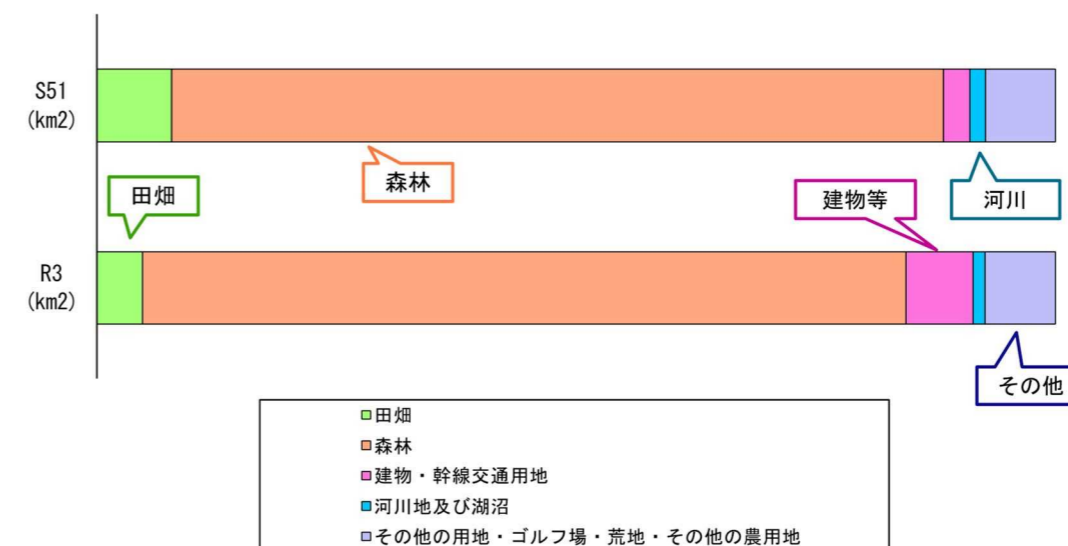 S51
(km2)
森林
田畑
建物等
河川
R3
(km2)
その他
田畑
森林
建物・幹線交通用地
河川地及び湖沼
その他の用地・ゴルフ場・荒地・その他の農用地